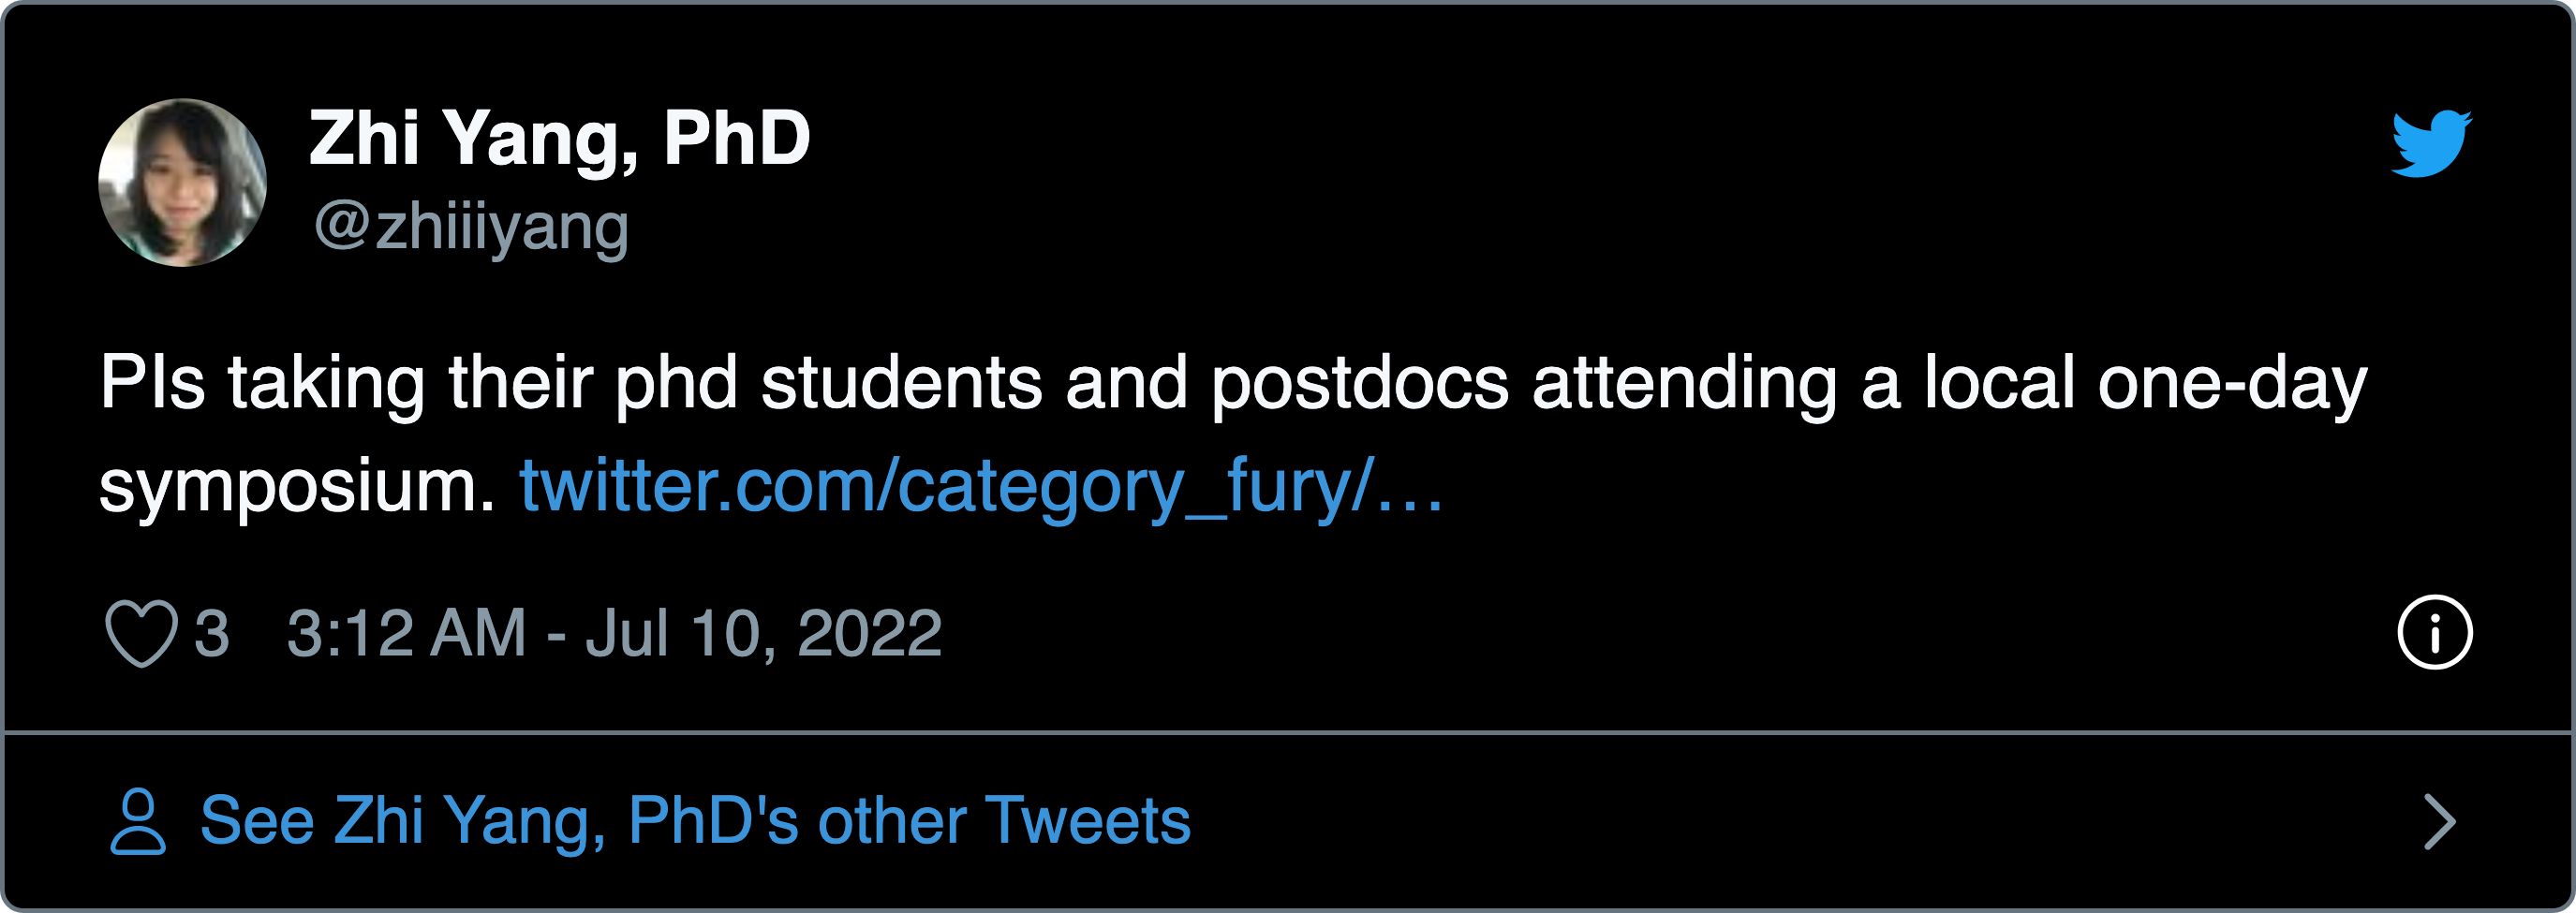 Zhi Yang, PhD
@zhiiiyang
PIs taking their phd students and postdocs attending a local one-day
symposium. twitter.com/category_fury/…
3 3:12 AM - Jul 10, 2022
See Zhi Yang, PhD's other Tweets